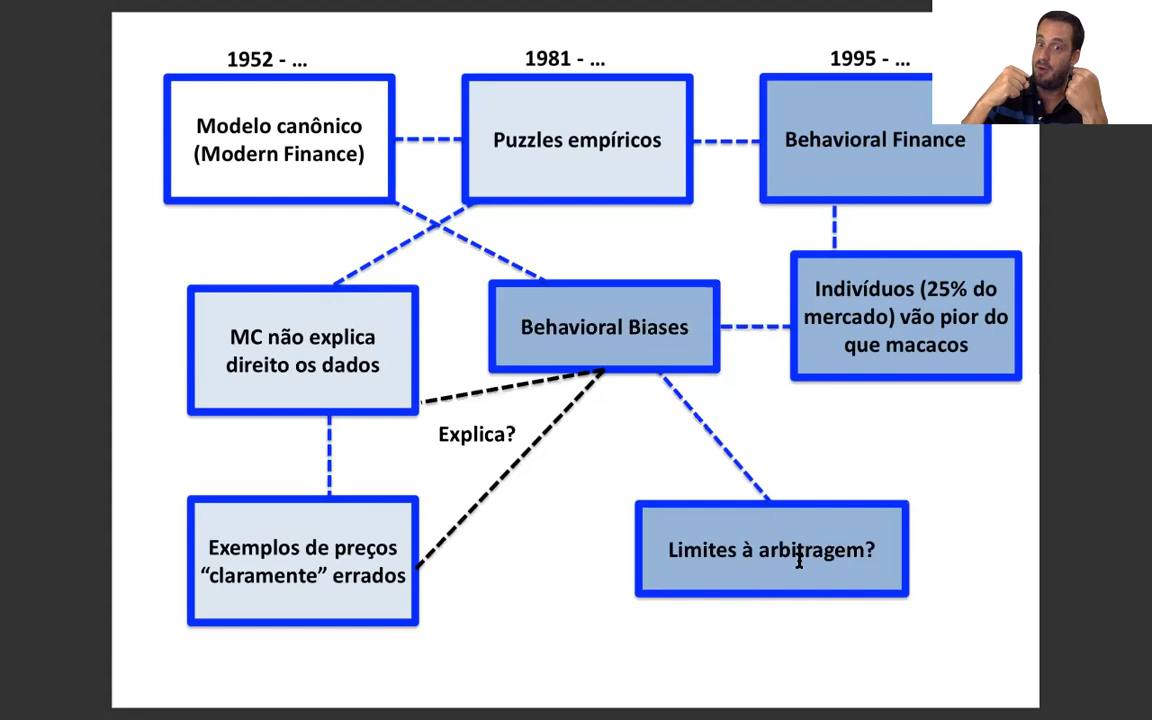 1952 - ...
1981 - ...
1995 - ...
Modelo canônico
(Modern Finance)
Puzzles empíricos
Behavioral Finance
MC não explica
direito os dados
Behavioral Biases
Indivíduos (25% do
mercado) vão pior do
que macacos
Explica?
Exemplos de preços
“claramente” errados
Limites à arbitragem?